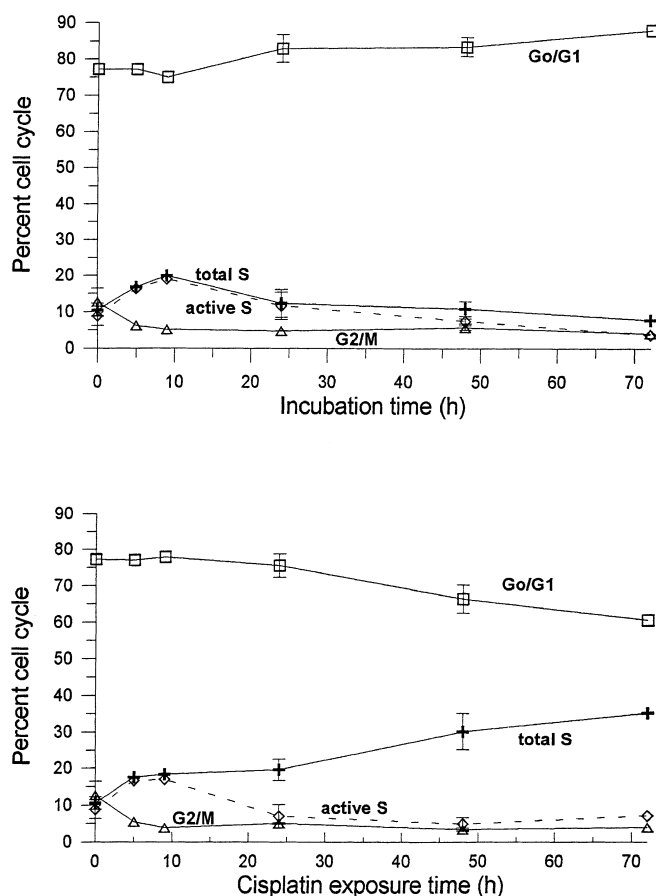 90
80
Go/G1
70
60
50
40
30
20
total S
active S
10
G2/M
0
0 10 20 30 40 50 60 70
Percent cell cycle
Incubation time (h)
90
80
70
Go/G1
60
50
40
30
total S
20
active S
10
G2/M
0
0 10 20 30 40 50 60 70
Percent cell cycle
Cisplatin exposure time (h)